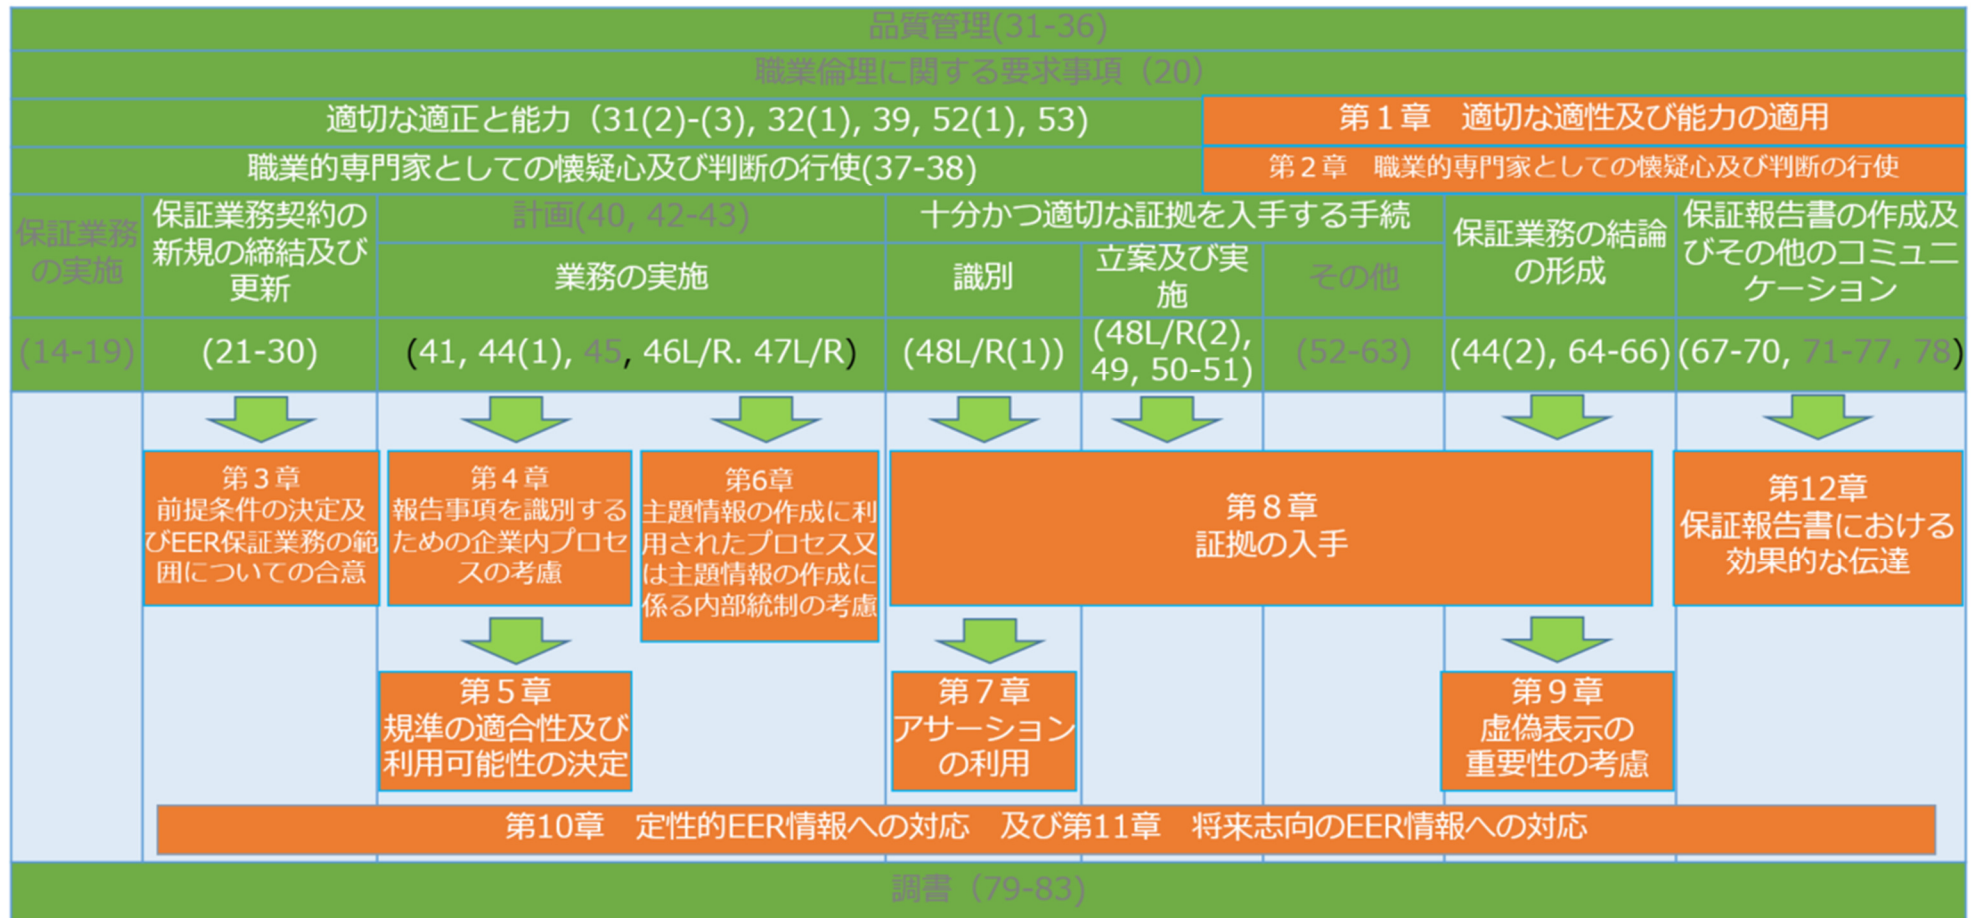 品質管理(31-36)
職業倫理に関する要求事項（20）
適切な適正と能力（31(2)-(3), 32(1), 39, 52(1), 53)
第１章　適切な適性及び能力の適用
職業的専門家としての懐疑心及び判断の行使(37-38)
第２章　職業的専門家としての懐疑心及び判断の行使
保証業務
の実施
保証業務契約の
新規の締結及び
更新
計画(40, 42-43)
業務の実施
十分かつ適切な証拠を入手する手続
識別
立案及び実
施
その他
保証業務の結論
の形成
保証報告書の作成及
びその他のコミュニ
ケーション
(14-19)
(21-30)
(41, 44(1), 45, 46L/R. 47L/R)
(48L/R(1))
(48L/R(2),
49, 50-51)
(52-63)
(44(2), 64-66)
(67-70, 71-77, 78)
第３章
前提条件の決定及
びEER保証業務の範
囲についての合意
第４章
報告事項を識別する
ための企業内プロセ
スの考慮
第6章
主題情報の作成に利
用されたプロセス又
は主題情報の作成に
係る内部統制の考慮
第８章
証拠の入手
第12章
保証報告書における
効果的な伝達
第５章
規準の適合性及び
利用可能性の決定
第７章
アサーション
の利用
第９章
虚偽表示の
重要性の考慮
第10章　定性的EER情報への対応　及び第11章　将来志向のEER情報への対応
調書（79-83)